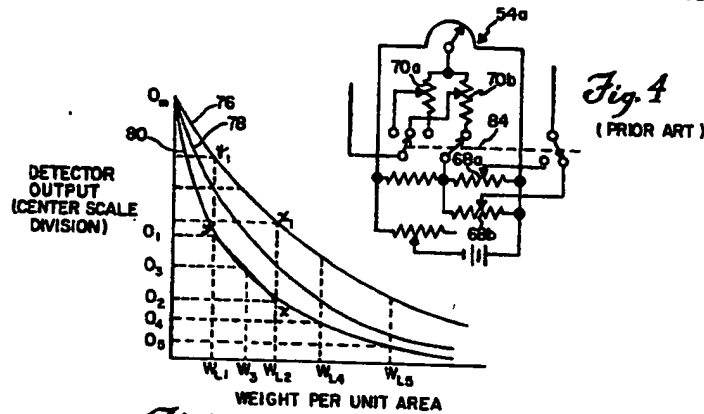 54a
70a
70b
Fig. 4
(PRIOR ART)
84
68a
68b
Om
76
78
80
DETECTOR
OUTPUT
(CENTER SCALE
DIVISION)
O1
O3
O2
O4
O5
WL1 W3 WL2 WL4 WL5
WEIGHT PER UNIT AREA